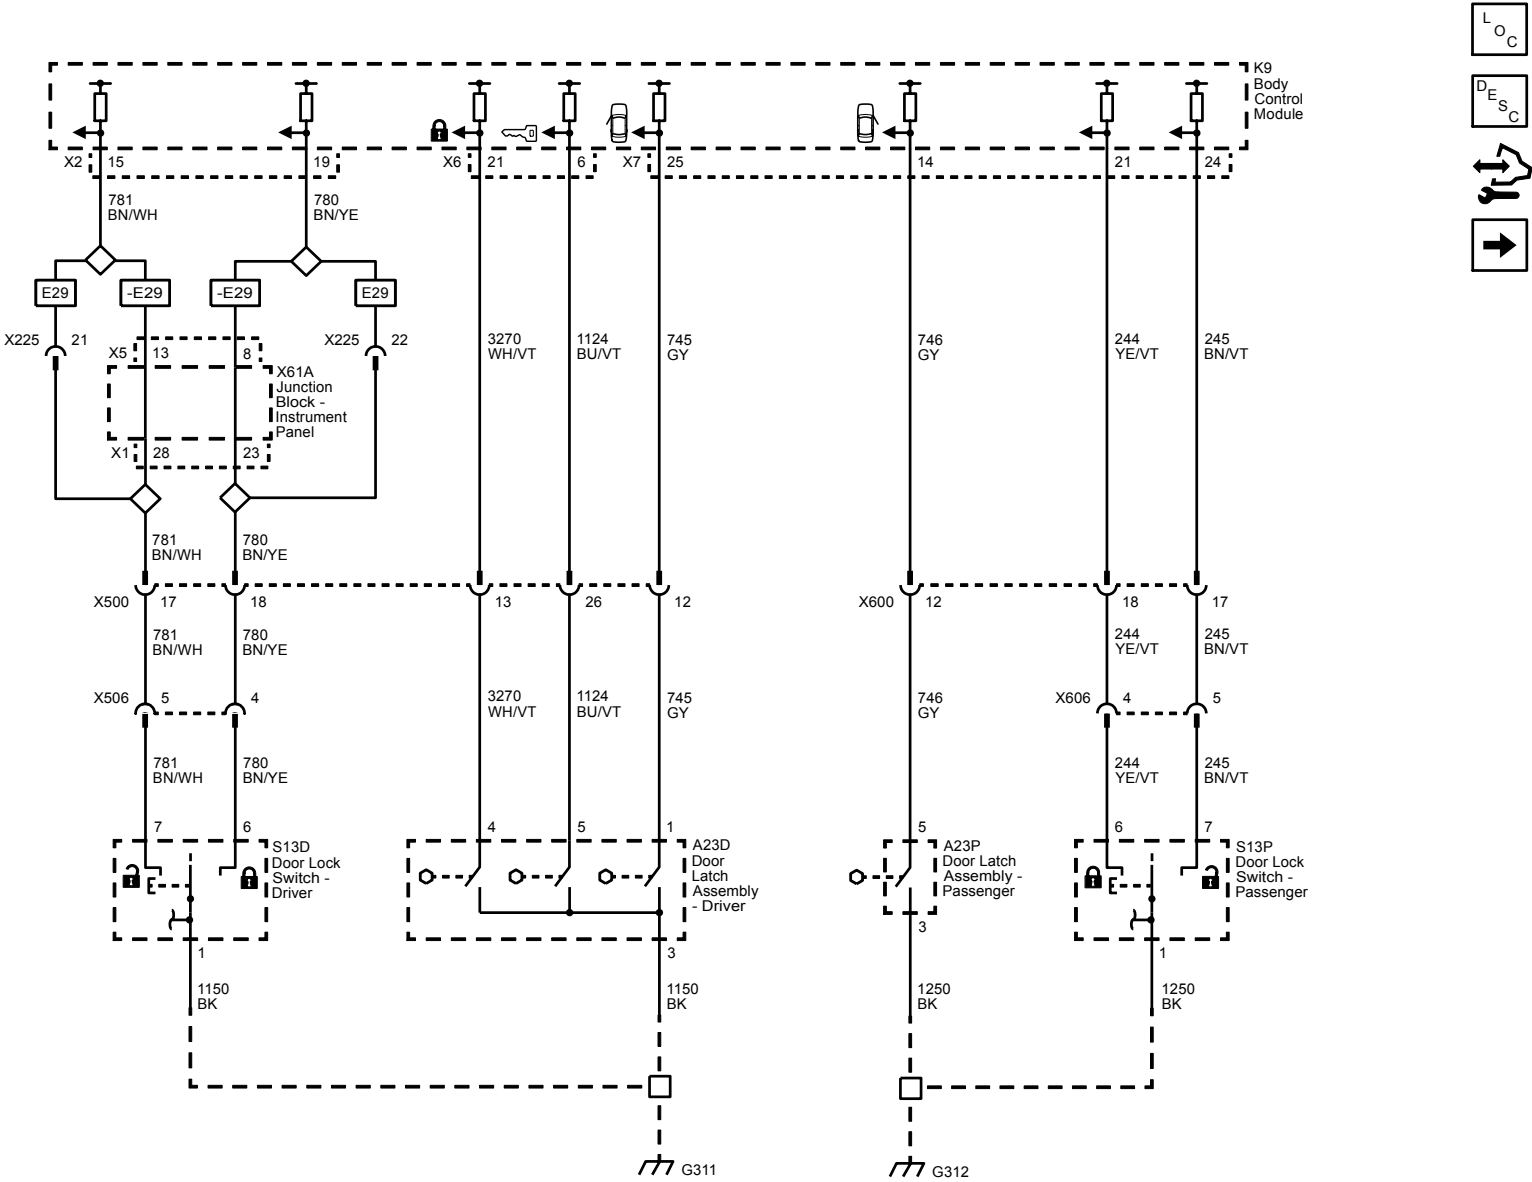 L
O
C
K9
Body
Control
Module
D
E
S
C
X2 15 19 X6 21 6 X7 25 14 21 24
781
BN/WH
780
BN/YE
E29 -E29 -E29 E29
X225 21
X225 22
X5 13 8
3270
WH/VT
1124
BU/VT
745
GY
746
GY
244
YE/VT
245
BN/VT
X61A
Junction
Block -
Instrument
Panel
X1 28 23
781
BN/WH
780
BN/YE
X500 17 18 13 26 12 X600 12 18 17
781
BN/WH
780
BN/YE
244
YE/VT
245
BN/VT
X506 5 4
3270
WH/VT
1124
BU/VT
745
GY
746
GY
X606 4 5
781
BN/WH
780
BN/YE
244
YE/VT
245
BN/VT
7 6 4 5 1 5 6 7
S13D
Door Lock
Switch -
Driver
A23D
Door
Latch
Assembly
- Driver
A23P
Door Latch
Assembly -
Passenger
S13P
Door Lock
Switch -
Passenger
1 3 3 1
1150
BK
1150
BK
1250
BK
1250
BK
G311
G312